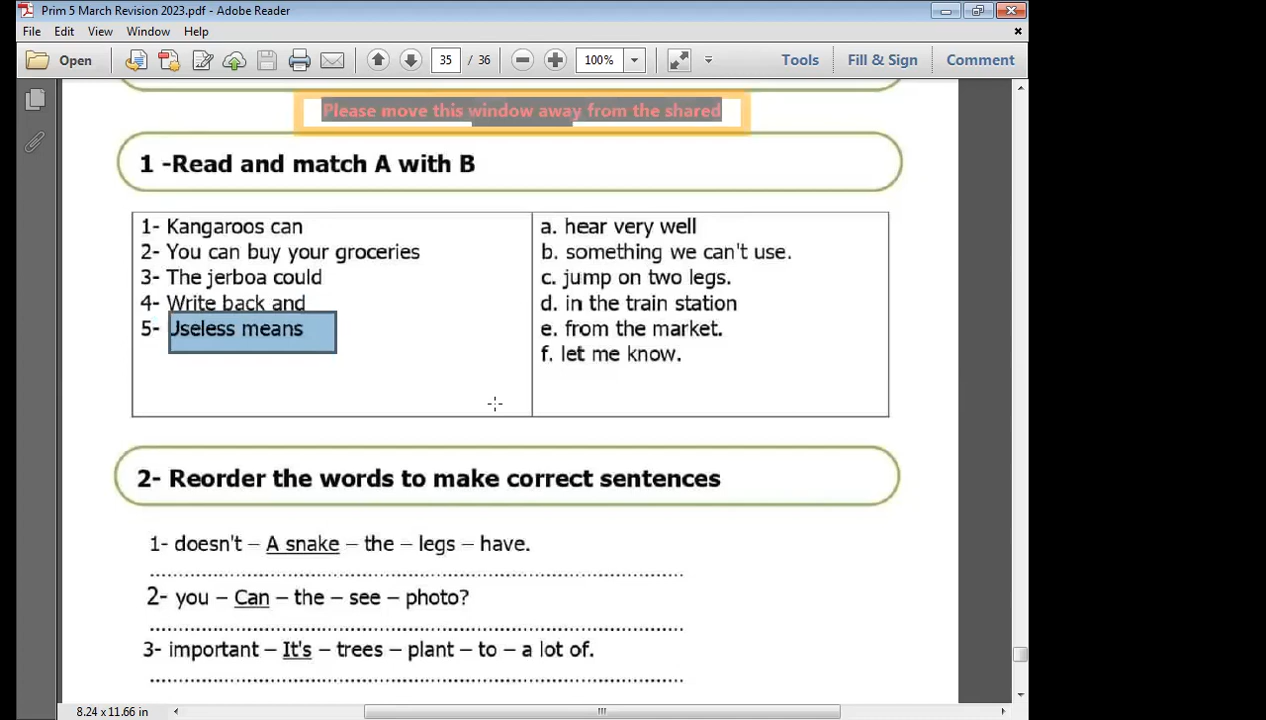 Prim 5 March Revision 2023.pdf - Adobe Reader
File Edit View Window Help
Open 35 / 36 100% Tools Fill & Sign Comment
Please move this window away from the shared
1 -Read and match A with B
1- Kangaroos can
2- You can buy your groceries
3- The jerboa could
4- Write back and
5- Useless means
a. hear very well
b. something we can't use.
c. jump on two legs.
d. in the train station
e. from the market.
f. let me know.
2- Reorder the words to make correct sentences
1- doesn't – A snake – the – legs – have.
2- you – Can – the – see – photo?
3- important – It's – trees – plant – to – a lot of.
8.24 x 11.66 in